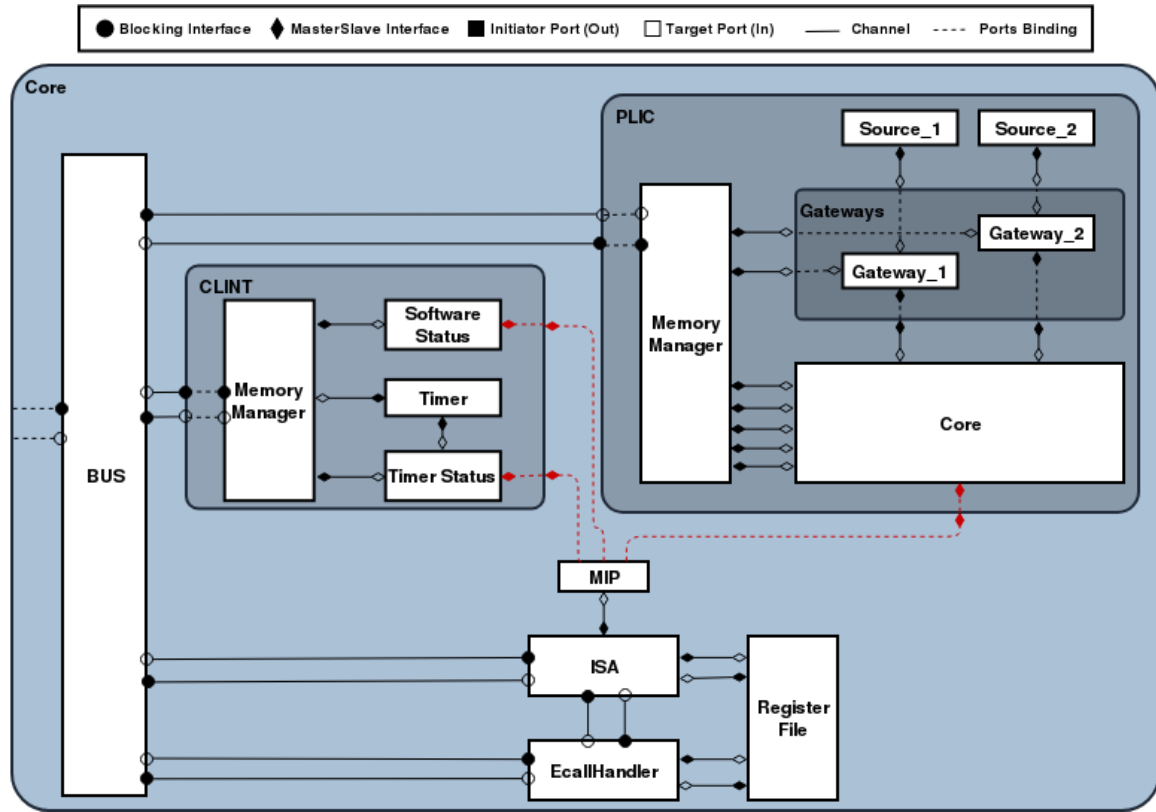 Blocking Interface MasterSlave Interface Initiator Port (Out) Target Port (In) Channel Ports Binding
Core
PLIC
Source_1
Source_2
Gateways
Gateway_2
Gateway_1
Memory
Manager
Core
CLINT
Software
Status
Memory
Manager
Timer
Timer Status
BUS
MIP
ISA
Register
File
EcallHandler